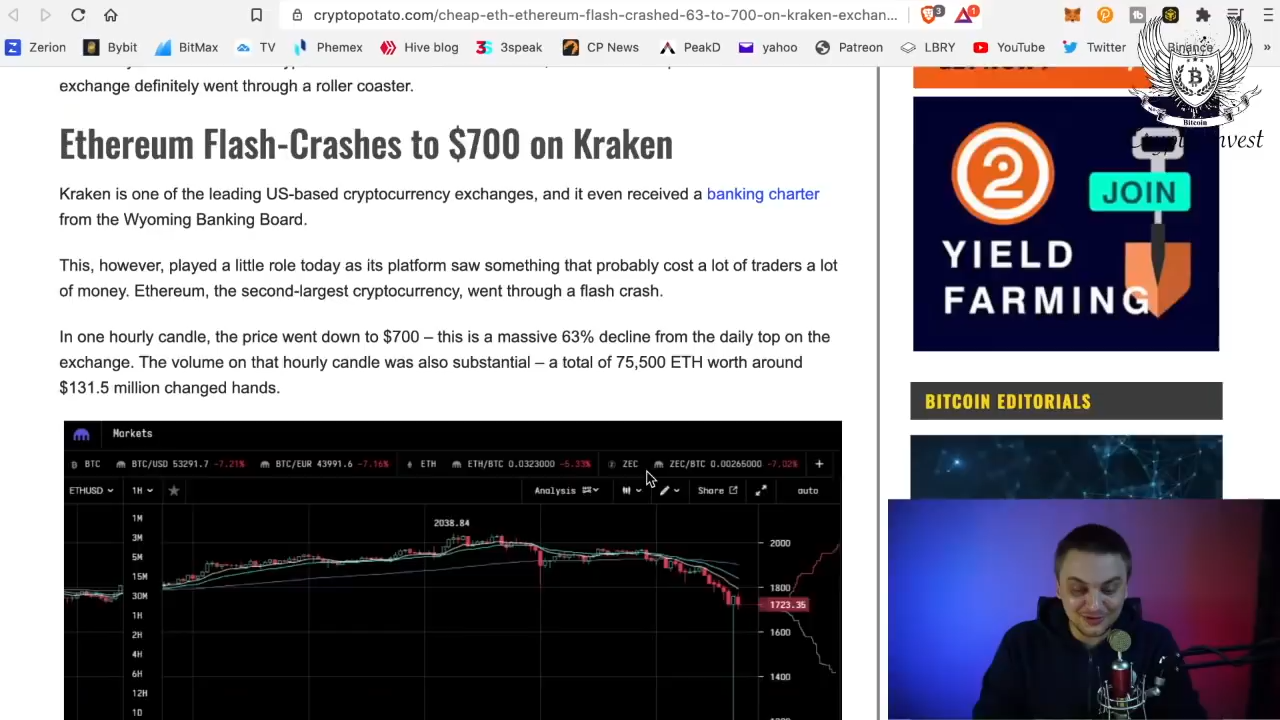 cryptopotato.com/cheap-eth-ethereum-flash-crashed-63-to-700-on-kraken-exchan...
3
1
Zerion
Bybit
BitMax
TV
Phemex
Hive blog
3speak
CP News
PeakD
yahoo
Patreon
LBRY
YouTube
Twitter
Binance
»
exchange definitely went through a roller coaster.
Ethereum Flash-Crashes to $700 on Kraken
Kraken is one of the leading US-based cryptocurrency exchanges, and it even received a banking charter
from the Wyoming Banking Board.
This, however, played a little role today as its platform saw something that probably cost a lot of traders a lot
of money. Ethereum, the second-largest cryptocurrency, went through a flash crash.
In one hourly candle, the price went down to $700 – this is a massive 63% decline from the daily top on the
exchange. The volume on that hourly candle was also substantial – a total of 75,500 ETH worth around
$131.5 million changed hands.
Markets
BTC BTC/USD 53291.7 -7.21% BTC/EUR 43991.6 -7.16% ETH ETH/BTC 0.0323000 -5.33% ZEC ZEC/BTC 0.00265000 -7.02% +
ETHUSD 1H Analysis Share auto
1M
3M
5M
15M
30M
1H
2H
4H
6H
12H
1D
2038.84
2000
1800
1723.35
1600
1400
Bitcoin
Crypto Invest
2
JOIN
YIELD
FARMING
BITCOIN EDITORIALS